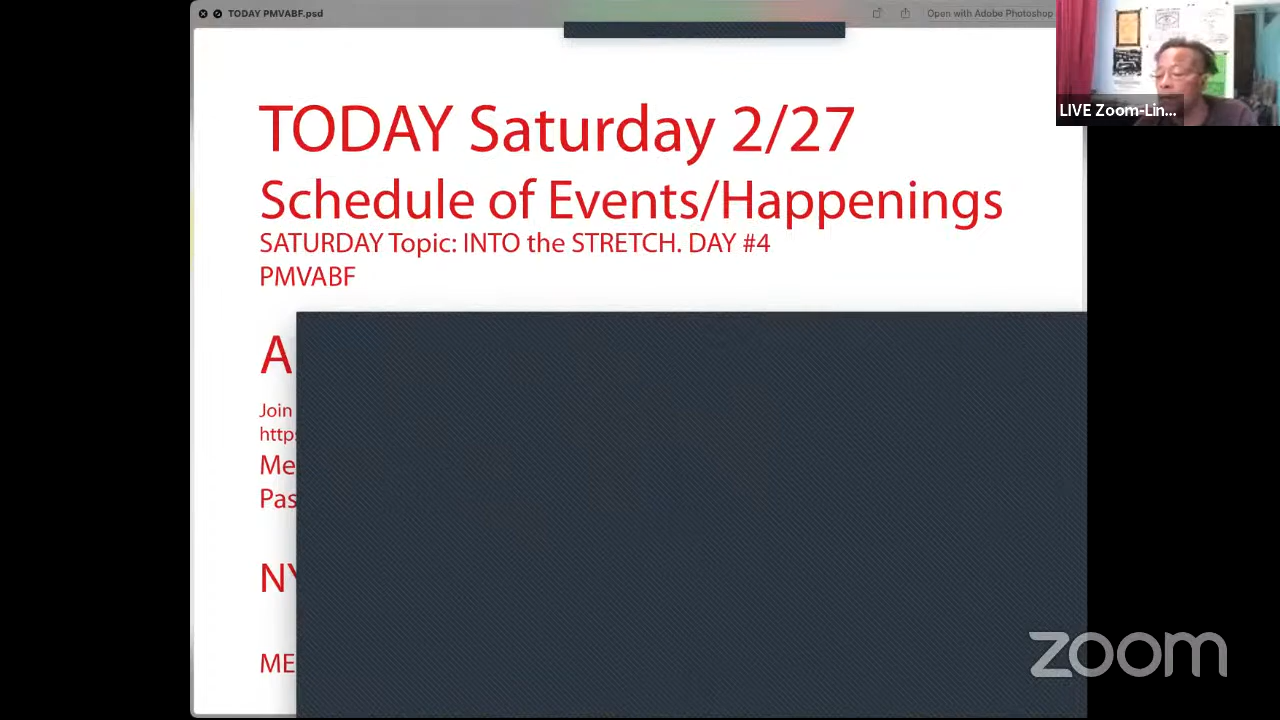 TODAY PMVABF.psd
Open with Adobe Photoshop
LIVE Zoom-Lin...
TODAY Saturday 2/27
Schedule of Events/Happenings
SATURDAY Topic: INTO the STRETCH. DAY #4
PMVABF
A
Join
https
Me
Pas
NY
ME
zoom